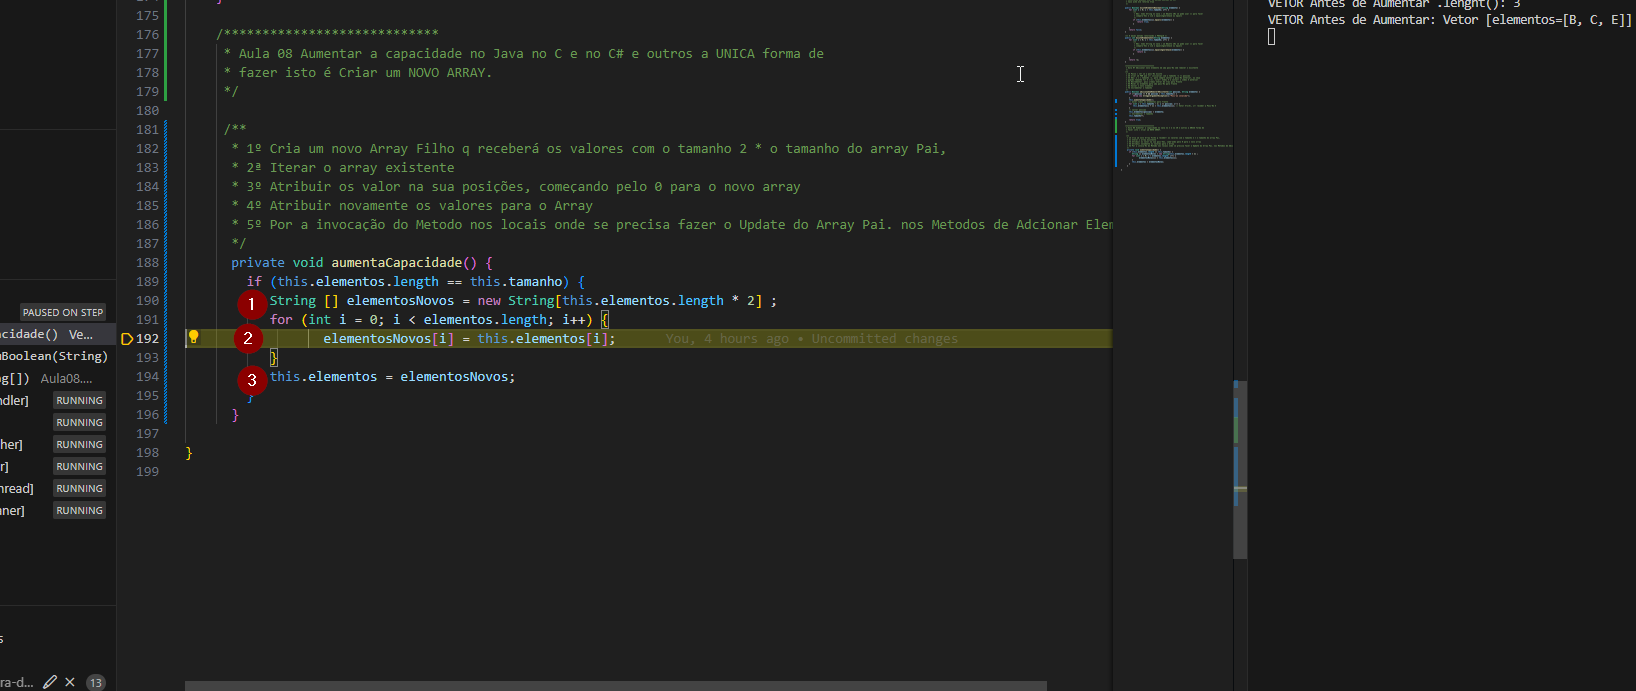 175 }
176 /***************************
177 * Aula 08 Aumentar a capacidade no Java no C e no C# e outros a UNICA forma de
178 * fazer isto é Criar um NOVO ARRAY.
179 */
180
181 /**
182 * 1º Cria um novo Array Filho q receberá os valores com o tamanho 2 * o tamanho do array Pai,
183 * 2ª Iterar o array existente
184 * 3º Atribuir os valor na sua posições, começando pelo 0 para o novo array
185 * 4º Atribuir novamente os valores para o Array
186 * 5º Por a invocação do Metodo nos locais onde se precisa fazer o Update do Array Pai. nos Metodos de Adcionar Elem
187 */
188 private void aumentaCapacidade() {
189 if (this.elementos.length == this.tamanho) {
190 1 String [] elementosNovos = new String[this.elementos.length * 2] ;
191 for (int i = 0; i < elementos.length; i++) {
192 2 elementosNovos[i] = this.elementos[i]; You, 4 hours ago • Uncommitted changes
193 }
194 3 this.elementos = elementosNovos;
195 }
196 }
197
198 }
199
PAUSED ON STEP
acidade() Ve...
nBoolean(String)
g[]) Aula08....
ndler] RUNNING
RUNNING
her] RUNNING
r] RUNNING
hread] RUNNING
ner] RUNNING
s
ra-d... 13
VETOR Antes de Aumentar .lenght(): 3
VETOR Antes de Aumentar: Vetor [elementos=[B, C, E]]